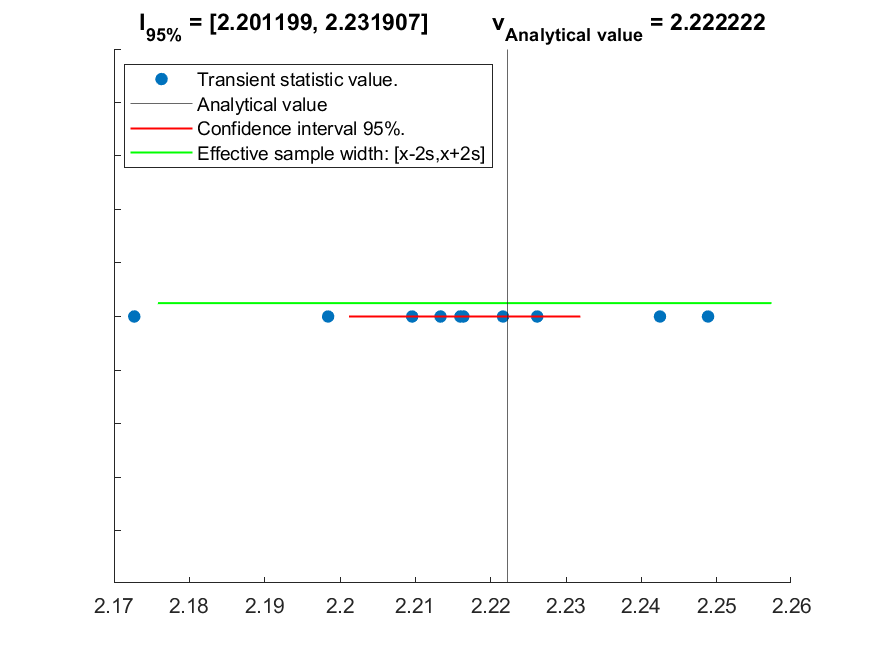 I95% = [2.201199, 2.231907] vAnalytical value = 2.222222
Transient statistic value.
Analytical value
Confidence interval 95%.
Effective sample width: [x-2s,x+2s]
2.17 2.18 2.19 2.2 2.21 2.22 2.23 2.24 2.25 2.26